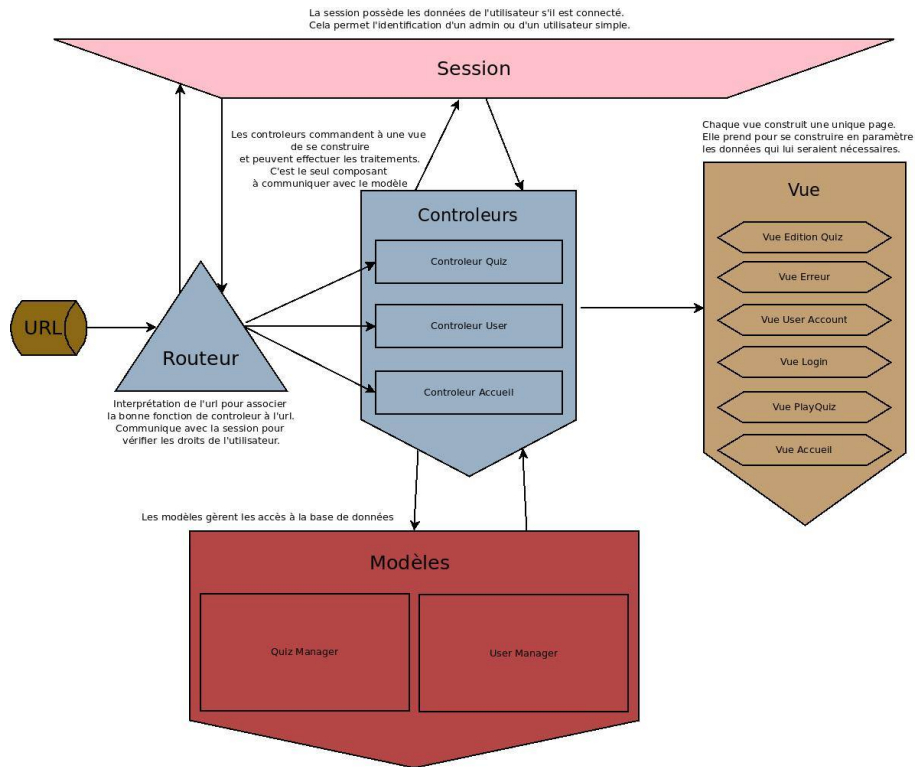 La session possède les données de l'utilisateur s'il est connecté.
Cela permet l'identification d'un admin ou d'un utilisateur simple.
Session
Les controleurs commandent à une vue
de se construire
et peuvent effectuer les traitements.
C'est le seul composant
à communiquer avec le modèle
Chaque vue construit une unique page.
Elle prend pour se construire en paramètre
les données qui lui seraient nécessaires.
URL
Routeur
Interprétation de l'url pour associer
la bonne fonction de controleur à l'url.
Communique avec la session pour
vérifier les droits de l'utilisateur.
Controleurs
Controleur Quiz
Controleur User
Controleur Accueil
Vue
Vue Edition Quiz
Vue Erreur
Vue User Account
Vue Login
Vue PlayQuiz
Vue Accueil
Les modèles gèrent les accès à la base de données
Modèles
Quiz Manager
User Manager